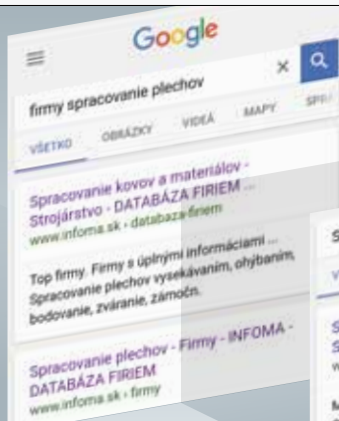 Google
firmy spracovanie plechov
VŠETKO OBRÁZKY VIDEÁ MAPY
Spracovanie kovov a materiálov -
Strojárstvo - DATABÁZA FIRIEM ...
www.infoma.sk › databaza-firiem
Top firmy. Firmy s úplnými informáciami ...
Spracovanie plechov vysekávaním, ohýbaním,
bodovanie, zváranie, zámočn.
Spracovanie plechov - Firmy - INFOMA -
DATABÁZA FIRIEM
www.infoma.sk › firmy